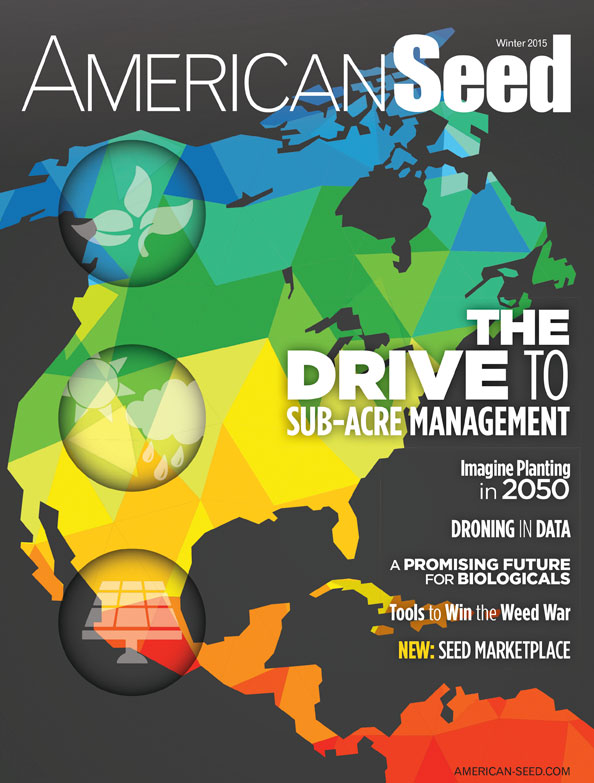 Winter 2015
AMERICANSeed
THE
DRIVE TO
SUB-ACRE MANAGEMENT
Imagine Planting
in 2050
DRONING IN DATA
A PROMISING FUTURE
FOR BIOLOGICALS
Tools to Win the Weed War
NEW: SEED MARKETPLACE
AMERICAN-SEED.COM